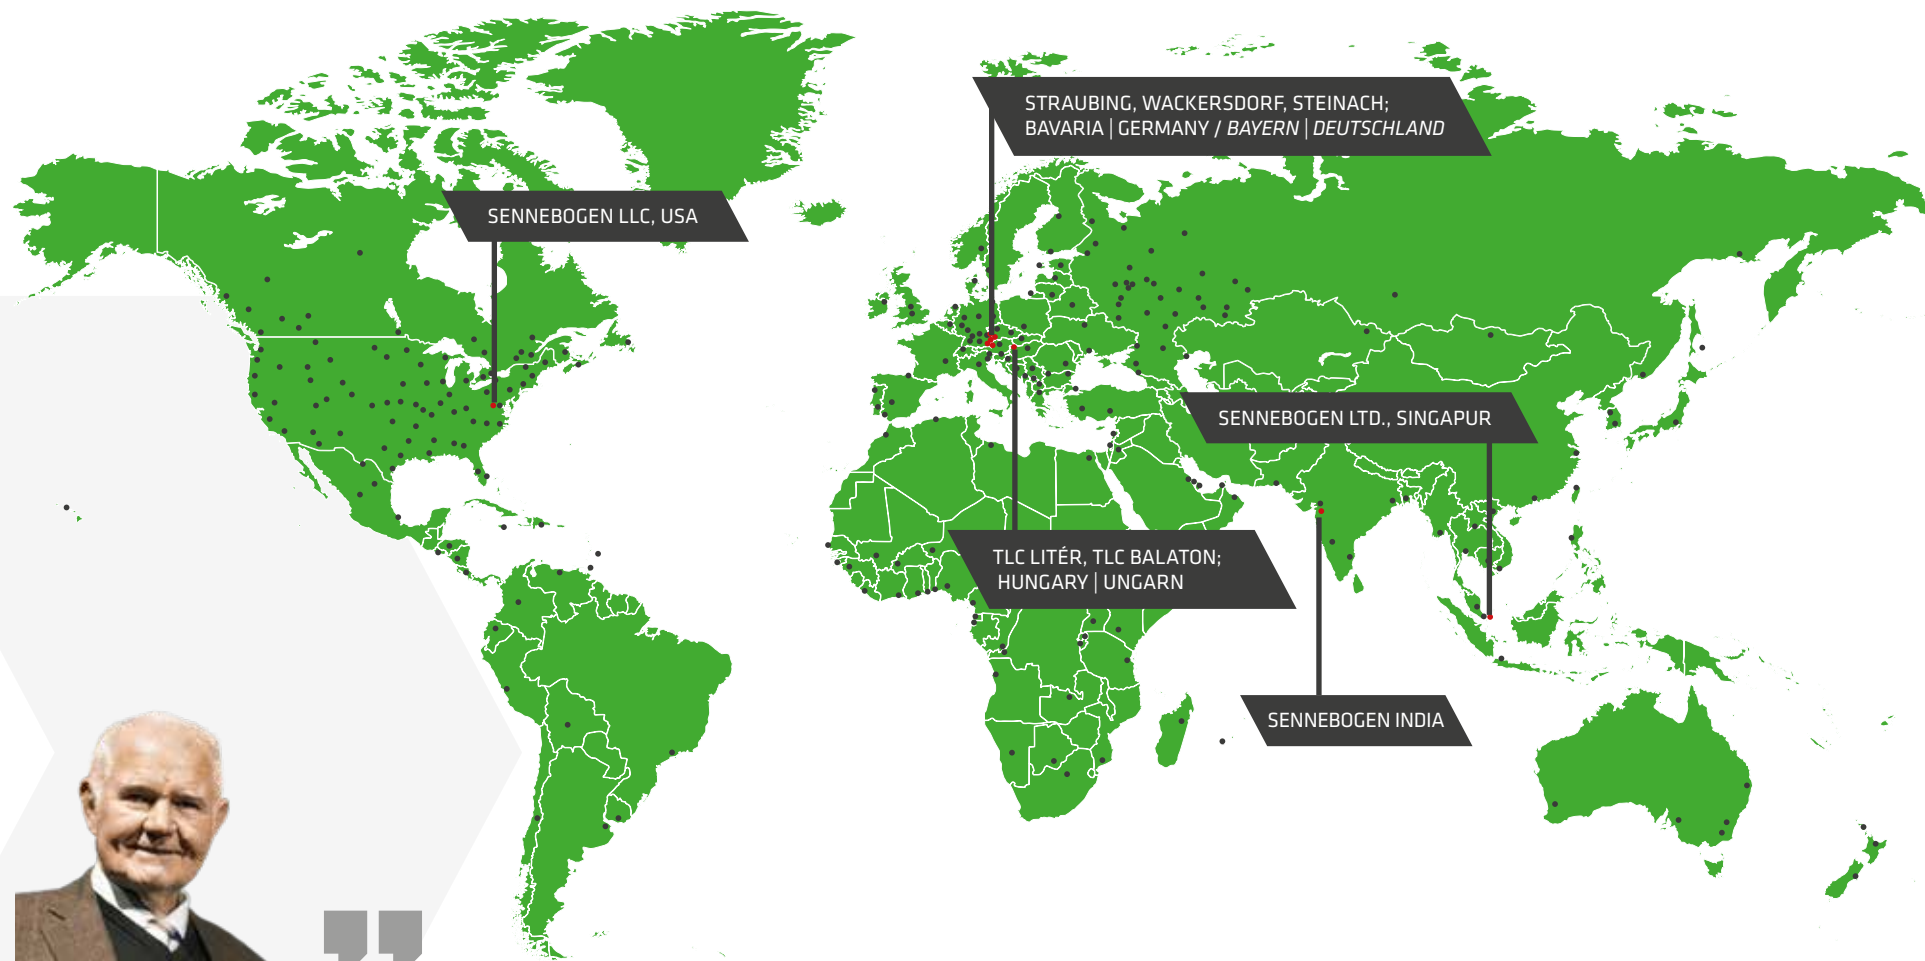 STRAUBING, WACKERSDORF, STEINACH;
BAVARIA | GERMANY / BAYERN | DEUTSCHLAND
SENNEBOGEN LLC, USA
SENNEBOGEN LTD., SINGAPUR
TLC LITÉR, TLC BALATON;
HUNGARY | UNGARN
SENNEBOGEN INDIA